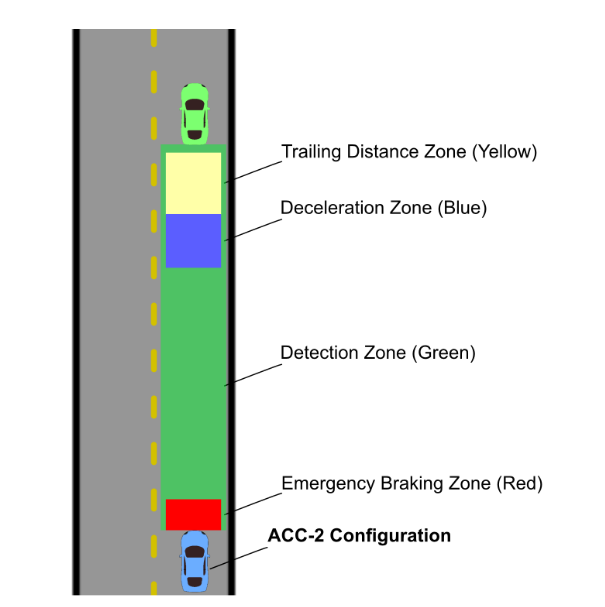 Trailing Distance Zone (Yellow)
Deceleration Zone (Blue)
Detection Zone (Green)
Emergency Braking Zone (Red)
ACC-2 Configuration